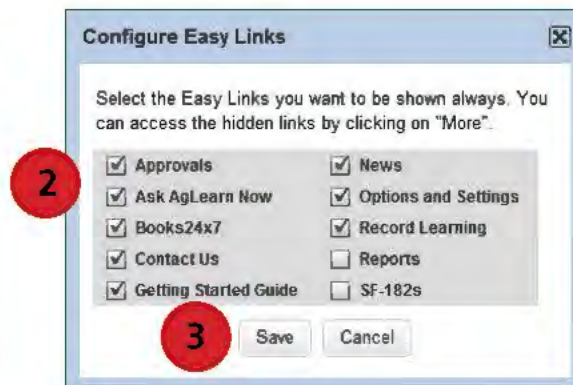 Configure Easy Links
Select the Easy Links you want to be shown always. You
can access the hidden links by clicking on "More".
2
Approvals
Ask AgLearn Now
Books24x7
Contact Us
Getting Started Guide
News
Options and Settings
Record Learning
Reports
SF-182s
3
Save
Cancel